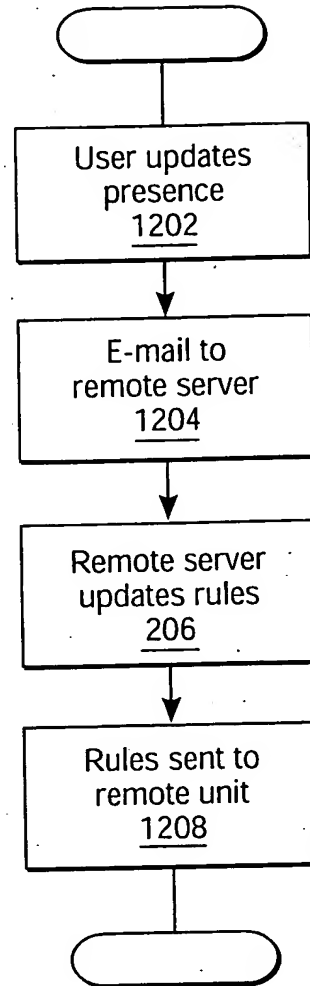 User updates
presence
1202
E-mail to
remote server
1204
Remote server
updates rules
206
Rules sent to
remote unit
1208